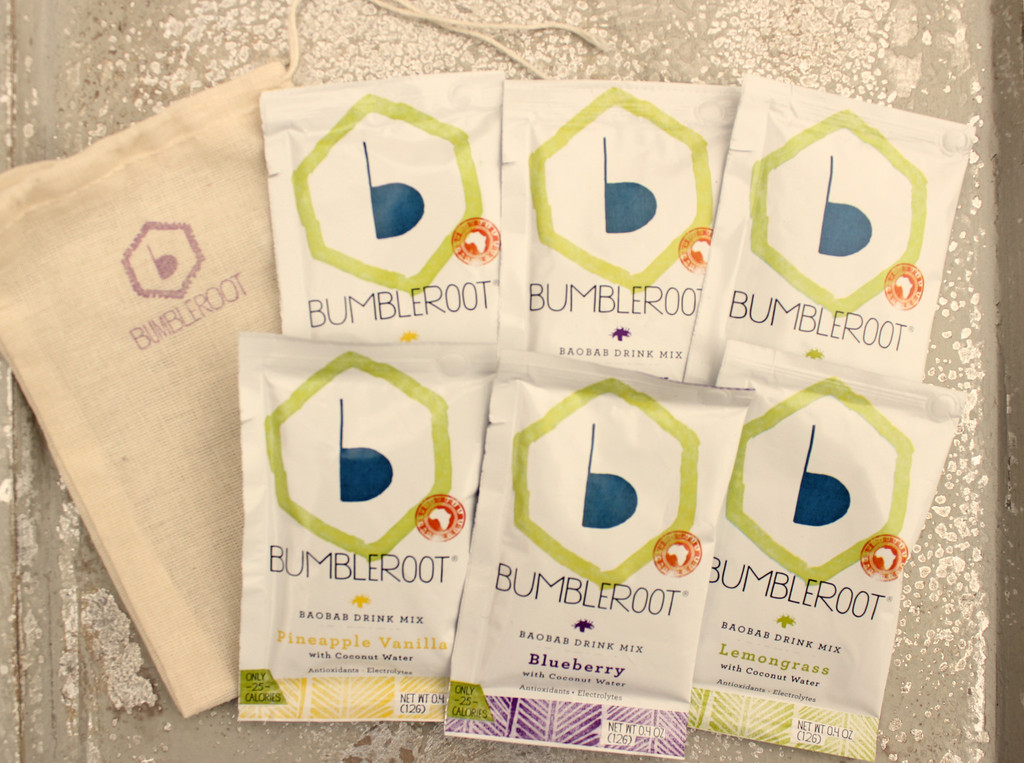 BUMBLEROOT
BUMBLEROOT
BUMBLEROOT
BAOBAB DRINK MIX
BUMBLEROOT®
BUMBLEROOT®
BAOBAB DRINK MIX
Pineapple Vanilla
with Coconut Water
Antioxidants · Electrolytes
ONLY
-25-
CALORIES
NET WT 0.4
(12G)
BUMBLEROOT®
BAOBAB DRINK MIX
Blueberry
with Coconut Water
Antioxidants • Electrolytes
ONLY
-25-
CALORIES
NET WT 0.4 OZ
(12G)
BUMBLEROOT®
BAOBAB DRINK MIX
Lemongrass
with Coconut Water
Antioxidants · Electrolytes
NET WT 0.4 OZ
(12G)